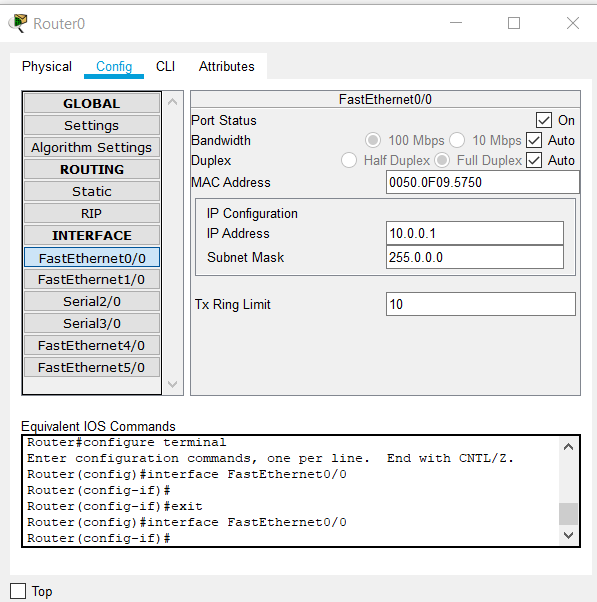 Router0
Physical Config CLI Attributes
GLOBAL
Settings
Algorithm Settings
ROUTING
Static
RIP
INTERFACE
FastEthernet0/0
FastEthernet1/0
Serial2/0
Serial3/0
FastEthernet4/0
FastEthernet5/0
FastEthernet0/0
Port Status On
Bandwidth 100 Mbps 10 Mbps Auto
Duplex Half Duplex Full Duplex Auto
MAC Address 0050.0F09.5750
IP Configuration
IP Address 10.0.0.1
Subnet Mask 255.0.0.0
Tx Ring Limit 10
Equivalent IOS Commands
Router#configure terminal
Enter configuration commands, one per line. End with CNTL/Z.
Router(config)#interface FastEthernet0/0
Router(config-if)#
Router(config-if)#exit
Router(config)#interface FastEthernet0/0
Router(config-if)#
Top